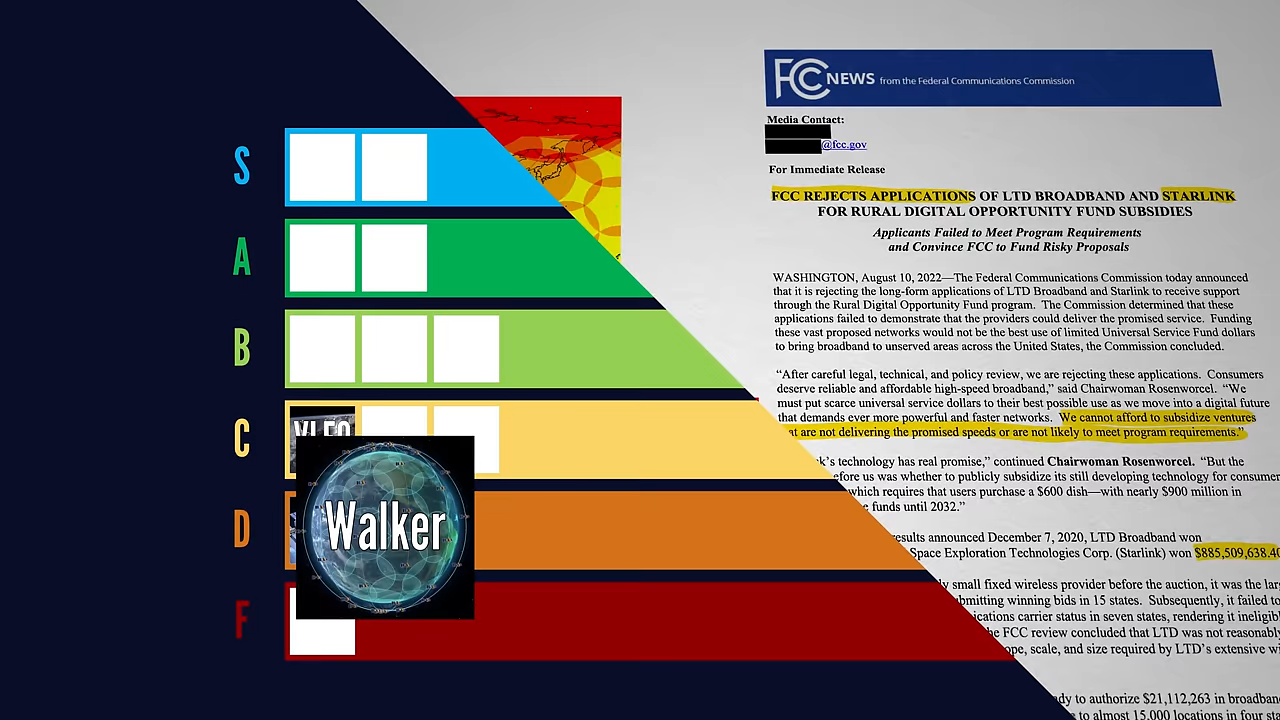 S
A
B
C
D
F
VLEO
Walker
FCC NEWS from the Federal Communications Commission
Media Contact:
@fcc.gov
For Immediate Release
FCC REJECTS APPLICATIONS OF LTD BROADBAND AND STARLINK
FOR RURAL DIGITAL OPPORTUNITY FUND SUBSIDIES
Applicants Failed to Meet Program Requirements
and Convince FCC to Fund Risky Proposals
WASHINGTON, August 10, 2022—The Federal Communications Commission today announced
that it is rejecting the long-form applications of LTD Broadband and Starlink to receive support
through the Rural Digital Opportunity Fund program. The Commission determined that these
applications failed to demonstrate that the providers could deliver the promised service. Funding
these vast proposed networks would not be the best use of limited Universal Service Fund dollars
to bring broadband to unserved areas across the United States, the Commission concluded.
“After careful legal, technical, and policy review, we are rejecting these applications. Consumers
deserve reliable and affordable high-speed broadband,” said Chairwoman Rosenworcel. “We
must put scarce universal service dollars to their best possible use as we move into a digital future
that demands ever more powerful and faster networks. We cannot afford to subsidize ventures
at are not delivering the promised speeds or are not likely to meet program requirements.”
k’s technology has real promise,” continued Chairwoman Rosenworcel. “But the
efore us was whether to publicly subsidize its still developing technology for consumer
which requires that users purchase a $600 dish—with nearly $900 million in
funds until 2032.”
results announced December 7, 2020, LTD Broadband won
Space Exploration Technologies Corp. (Starlink) won $885,509,638.40
ly small fixed wireless provider before the auction, it was the lar
bmitting winning bids in 15 states. Subsequently, it failed to
ications carrier status in seven states, rendering it ineligib
he FCC review concluded that LTD was not reasonably
ope, scale, and size required by LTD’s extensive wi
dy to authorize $21,112,263 in broadban
to almost 15,000 locations in four sta